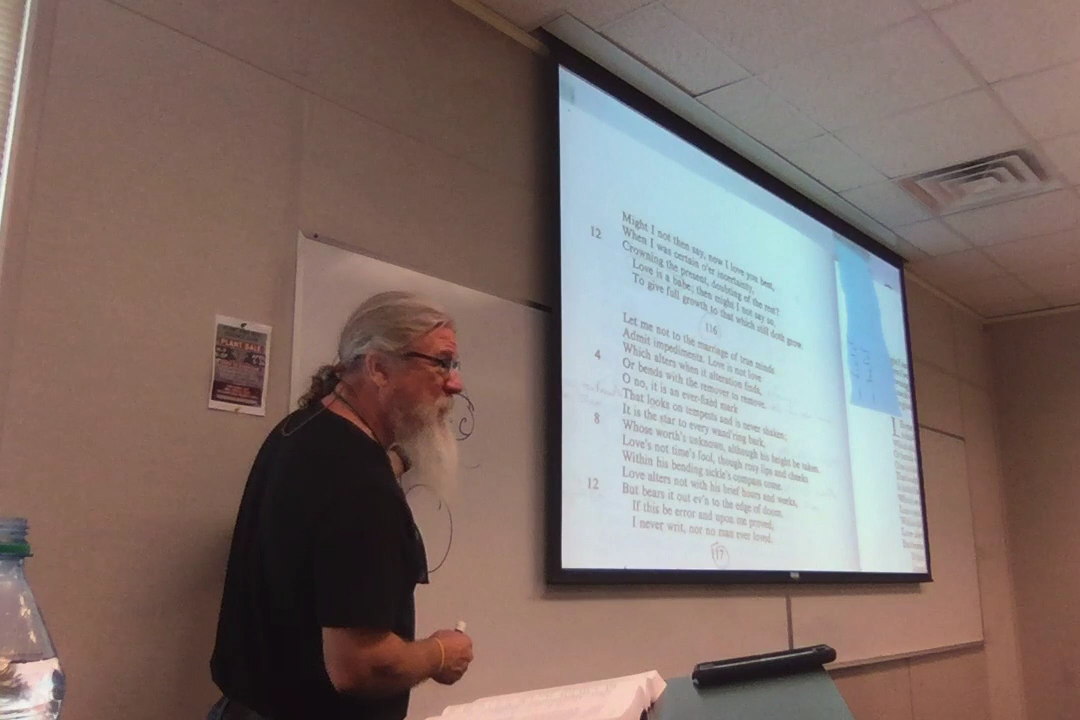 PLANT SALE
Might I not then say, now I love you best,
12 When I was certain o'er incertainty,
Crowning the present, doubting of the rest?
Love is a babe; then might I not say so,
To give full growth to that which still doth grow.
116
Let me not to the marriage of true minds
Admit impediments. Love is not love
4 Which alters when it alteration finds,
Or bends with the remover to remove.
O no, it is an ever-fixèd mark
That looks on tempests and is never shaken;
8 It is the star to every wand'ring bark,
Whose worth's unknown, although his height be taken.
Love's not time's fool, though rosy lips and cheeks
Within his bending sickle's compass come.
12 Love alters not with his brief hours and weeks,
But bears it out ev'n to the edge of doom.
If this be error and upon me proved,
I never writ, nor no man ever loved.